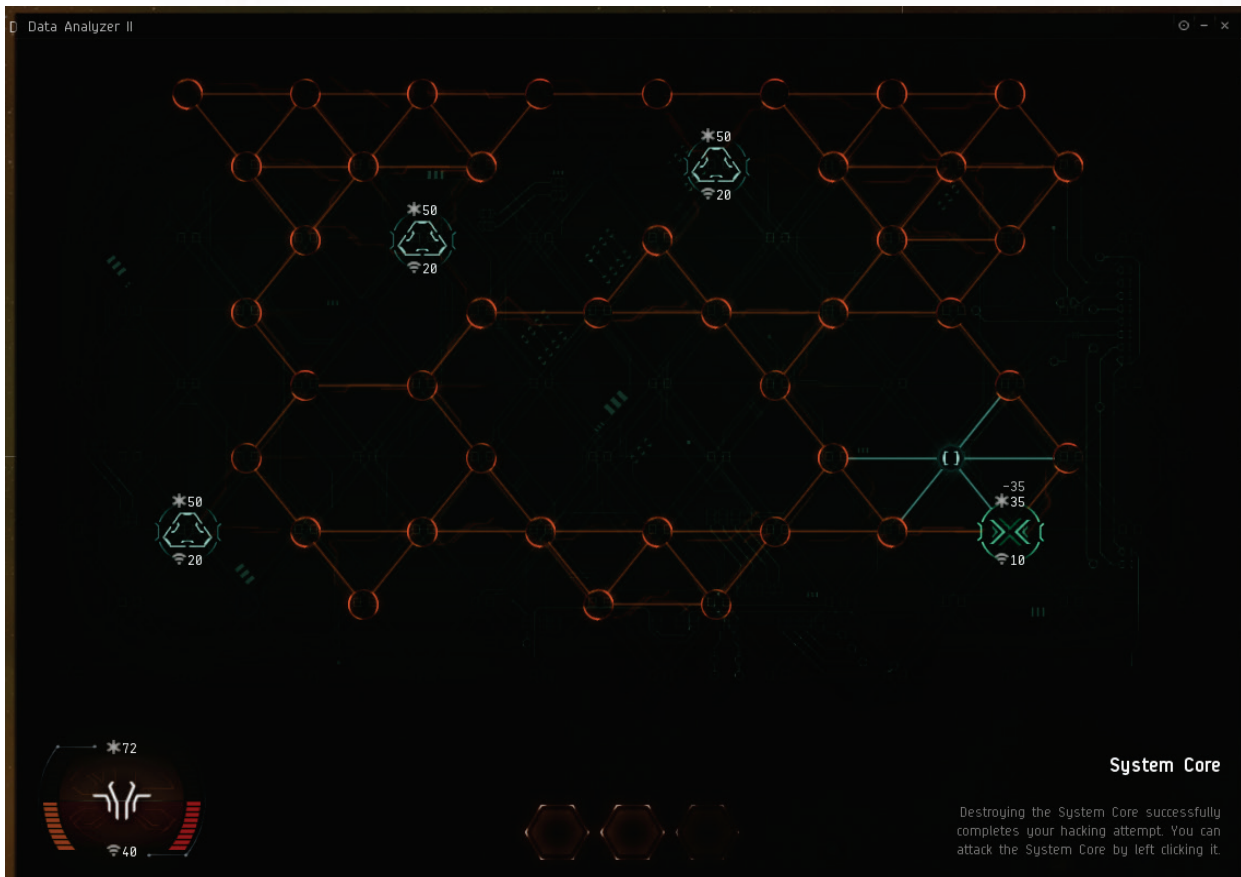 Data Analyzer II
50
20
50
20
-35
35
50
20
10
72
40
System Core
Destroying the System Core successfully
completes your hacking attempt. You can
attack the System Core by left clicking it.